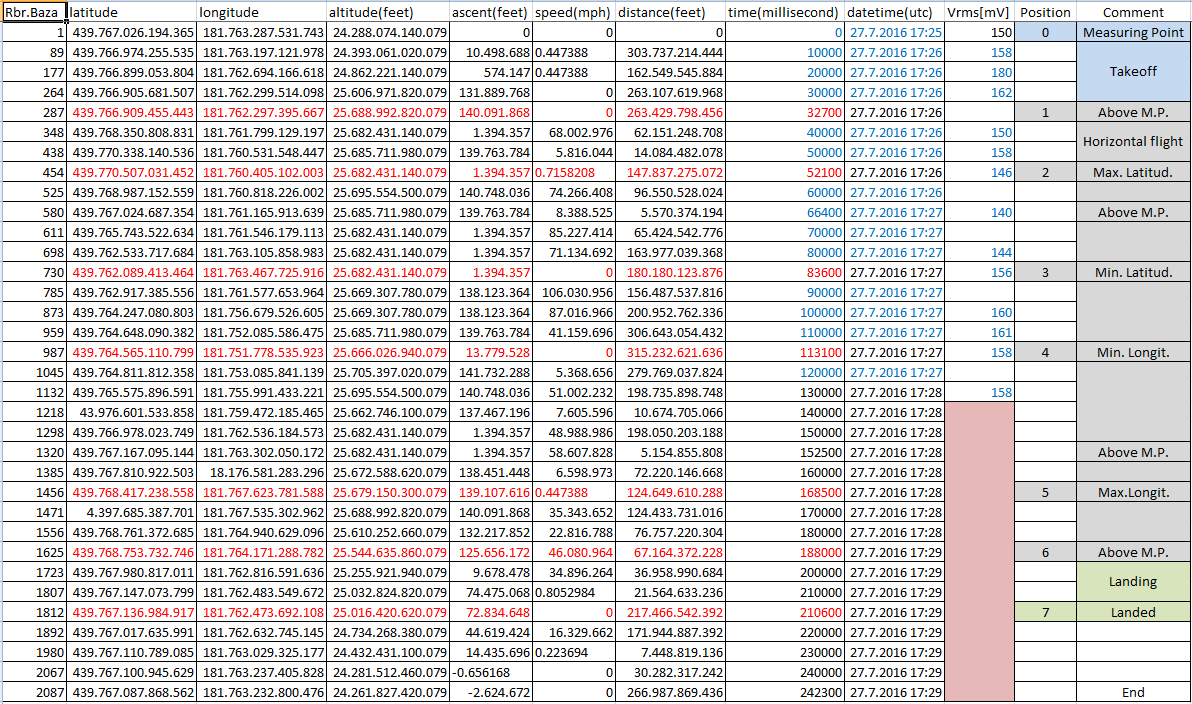 Rbr.Baza latitude longitude altitude(feet) ascent(feet) speed(mph) distance(feet) time(millisecond) datetime(utc) Vrms[mV] Position Comment
1 439.767.026.194.365 181.763.287.531.743 24.288.074.140.079 0 0 0 0 27.7.2016 17:25 150 0 Measuring Point
89 439.766.974.255.535 181.763.197.121.978 24.393.061.020.079 10.498.688 0.447388 303.737.214.444 10000 27.7.2016 17:26 158
177 439.766.899.053.804 181.762.694.166.618 24.862.221.140.079 574.147 0.447388 162.549.545.884 20000 27.7.2016 17:26 180 Takeoff
264 439.766.905.681.507 181.762.299.514.098 25.606.971.820.079 131.889.768 0 263.107.619.968 30000 27.7.2016 17:26 162
287 439.766.909.455.443 181.762.297.395.667 25.688.992.820.079 140.091.868 0 263.429.798.456 32700 27.7.2016 17:26 1 Above M.P.
348 439.768.350.808.831 181.761.799.129.197 25.682.431.140.079 1.394.357 68.002.976 62.151.248.708 40000 27.7.2016 17:26 150 Horizontal flight
438 439.770.338.140.536 181.760.531.548.447 25.685.711.980.079 139.763.784 5.816.044 14.084.482.078 50000 27.7.2016 17:26 158
454 439.770.507.031.452 181.760.405.102.003 25.682.431.140.079 1.394.357 0.7158208 147.837.275.072 52100 27.7.2016 17:26 146 2 Max. Latitud.
525 439.768.987.152.559 181.760.818.226.002 25.695.554.500.079 140.748.036 74.266.408 96.550.528.024 60000 27.7.2016 17:26
580 439.767.024.687.354 181.761.165.913.639 25.685.711.980.079 139.763.784 8.388.525 5.570.374.194 66400 27.7.2016 17:27 140 Above M.P.
611 439.765.743.522.634 181.761.546.179.113 25.682.431.140.079 1.394.357 85.227.414 65.424.542.776 70000 27.7.2016 17:27
698 439.762.533.717.684 181.763.105.858.983 25.682.431.140.079 1.394.357 71.134.692 163.977.039.368 80000 27.7.2016 17:27 144
730 439.762.089.413.464 181.763.467.725.916 25.682.431.140.079 1.394.357 0 180.180.123.876 83600 27.7.2016 17:27 156 3 Min. Latitud.
785 439.762.917.385.556 181.761.577.653.964 25.669.307.780.079 138.123.364 106.030.956 156.487.537.816 90000 27.7.2016 17:27
873 439.764.247.080.803 181.756.679.526.605 25.669.307.780.079 138.123.364 87.016.966 200.952.762.336 100000 27.7.2016 17:27 160
959 439.764.648.090.382 181.752.085.586.475 25.685.711.980.079 139.763.784 41.159.696 306.643.054.432 110000 27.7.2016 17:27 161
987 439.764.565.110.799 181.751.778.535.923 25.666.026.940.079 13.779.528 0 315.232.621.636 113100 27.7.2016 17:27 158 4 Min. Longit.
1045 439.764.811.812.358 181.753.085.841.139 25.705.397.020.079 141.732.288 5.368.656 279.769.037.824 120000 27.7.2016 17:27
1132 439.765.575.896.591 181.755.991.433.221 25.695.554.500.079 140.748.036 51.002.232 198.735.898.748 130000 27.7.2016 17:28 158
1218 43.976.601.533.858 181.759.472.185.465 25.662.746.100.079 137.467.196 7.605.596 10.674.705.066 140000 27.7.2016 17:28
1298 439.766.978.023.749 181.762.536.184.573 25.682.431.140.079 1.394.357 48.988.986 198.050.203.188 150000 27.7.2016 17:28
1320 439.767.167.095.144 181.763.302.050.172 25.682.431.140.079 1.394.357 58.607.828 5.154.855.808 152500 27.7.2016 17:28 Above M.P.
1385 439.767.810.922.503 18.176.581.283.296 25.672.588.620.079 138.451.448 6.598.973 72.220.146.668 160000 27.7.2016 17:28
1456 439.768.417.238.558 181.767.623.781.588 25.679.150.300.079 139.107.616 0.447388 124.649.610.288 168500 27.7.2016 17:28 5 Max.Longit.
1471 4.397.685.387.701 181.767.535.302.962 25.688.992.820.079 140.091.868 35.343.652 124.433.731.016 170000 27.7.2016 17:28
1556 439.768.761.372.685 181.764.940.629.096 25.610.252.660.079 132.217.852 22.816.788 76.757.220.304 180000 27.7.2016 17:28
1625 439.768.753.732.746 181.764.171.288.782 25.544.635.860.079 125.656.172 46.080.964 67.164.372.228 188000 27.7.2016 17:29 6 Above M.P.
1723 439.767.980.817.011 181.762.816.591.636 25.255.921.940.079 9.678.478 34.896.264 36.958.990.684 200000 27.7.2016 17:29 Landing
1807 439.767.147.073.799 181.762.483.549.672 25.032.824.820.079 74.475.068 0.8052984 21.564.633.236 210000 27.7.2016 17:29
1812 439.767.136.984.917 181.762.473.692.108 25.016.420.620.079 72.834.648 0 217.466.542.392 210600 27.7.2016 17:29 7 Landed
1892 439.767.017.635.991 181.762.632.745.145 24.734.268.380.079 44.619.424 16.329.662 171.944.887.392 220000 27.7.2016 17:29
1980 439.767.110.789.085 181.763.029.325.177 24.432.431.100.079 14.435.696 0.223694 7.448.819.136 230000 27.7.2016 17:29
2067 439.767.100.945.629 181.763.237.405.828 24.281.512.460.079 -0.656168 0 30.282.317.242 240000 27.7.2016 17:29
2087 439.767.087.868.562 181.763.232.800.476 24.261.827.420.079 -2.624.672 0 266.987.869.436 242300 27.7.2016 17:29 End